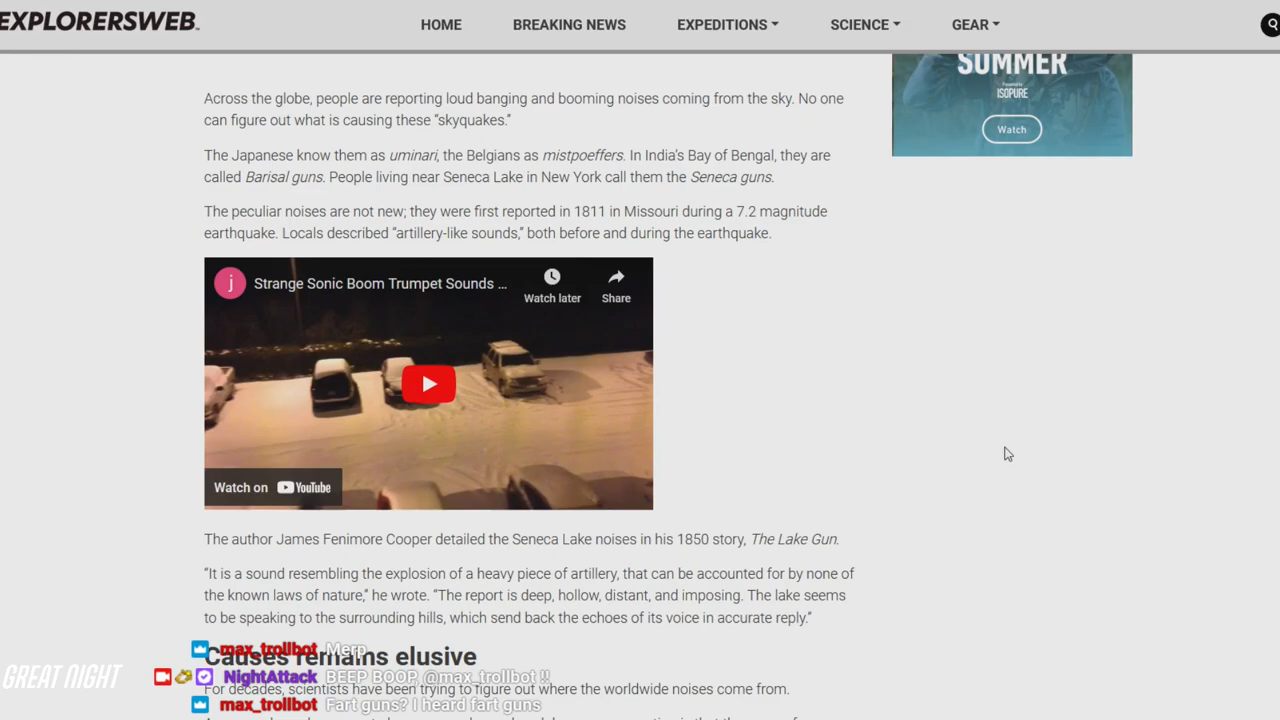 EXPLORERSWEB
HOME BREAKING NEWS EXPEDITIONS SCIENCE GEAR
SUMMER
Presented by
ISOPURE
Watch
Across the globe, people are reporting loud banging and booming noises coming from the sky. No one
can figure out what is causing these “skyquakes.”
The Japanese know them as uminari, the Belgians as mistpoeffers. In India’s Bay of Bengal, they are
called Barisal guns. People living near Seneca Lake in New York call them the Seneca guns.
The peculiar noises are not new; they were first reported in 1811 in Missouri during a 7.2 magnitude
earthquake. Locals described “artillery-like sounds,” both before and during the earthquake.
j Strange Sonic Boom Trumpet Sounds ...
Watch later Share
Watch on YouTube
The author James Fenimore Cooper detailed the Seneca Lake noises in his 1850 story, The Lake Gun.
“It is a sound resembling the explosion of a heavy piece of artillery, that can be accounted for by none of
the known laws of nature,” he wrote. “The report is deep, hollow, distant, and imposing. The lake seems
to be speaking to the surrounding hills, which send back the echoes of its voice in accurate reply.”
max_trollbot Merp
Causes remains elusive
GREAT NIGHT
NightAttack BEEP BOOP @max_trollbot !!
For decades, scientists have been trying to figure out where the worldwide noises come from.
max_trollbot Fart guns? I heard fart guns